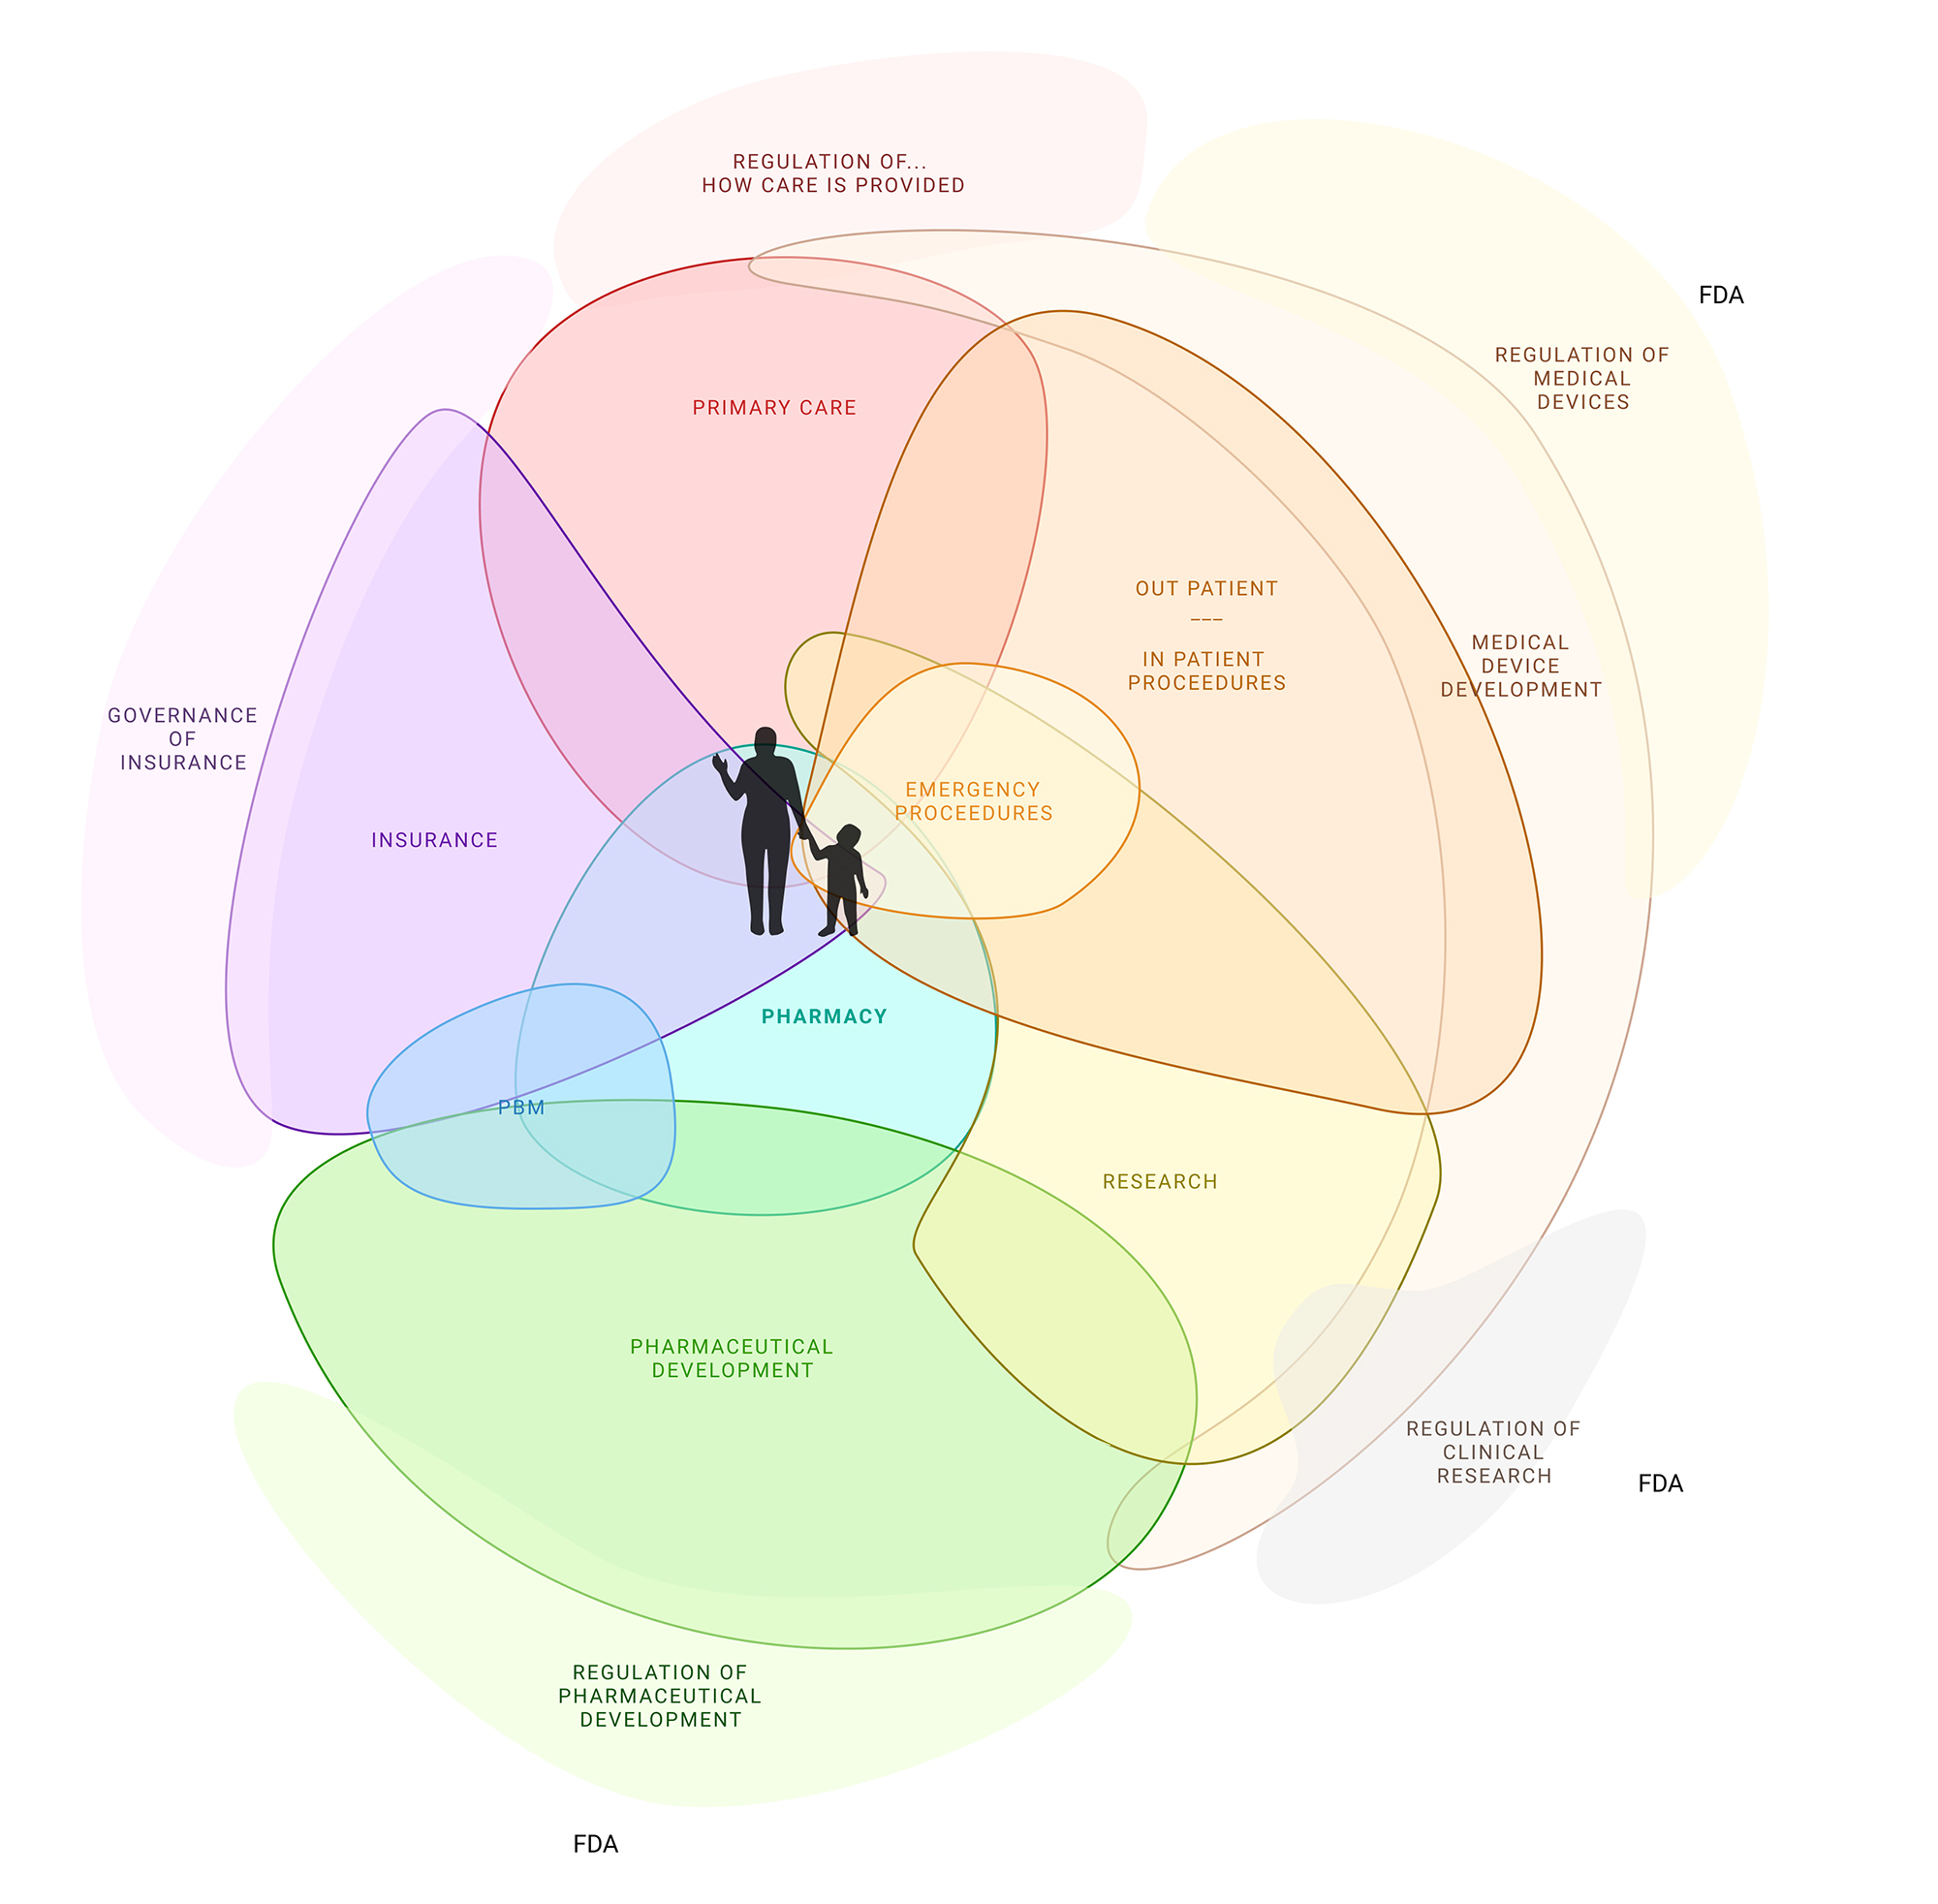 REGULATION OF...
HOW CARE IS PROVIDED
FDA
REGULATION OF
MEDICAL
DEVICES
PRIMARY CARE
OUT PATIENT
–––
IN PATIENT
PROCEEDURES
MEDICAL
DEVICE
DEVELOPMENT
GOVERNANCE
OF
INSURANCE
EMERGENCY
PROCEEDURES
INSURANCE
PHARMACY
PBM
RESEARCH
PHARMACEUTICAL
DEVELOPMENT
REGULATION OF
CLINICAL
RESEARCH
FDA
REGULATION OF
PHARMACEUTICAL
DEVELOPMENT
FDA